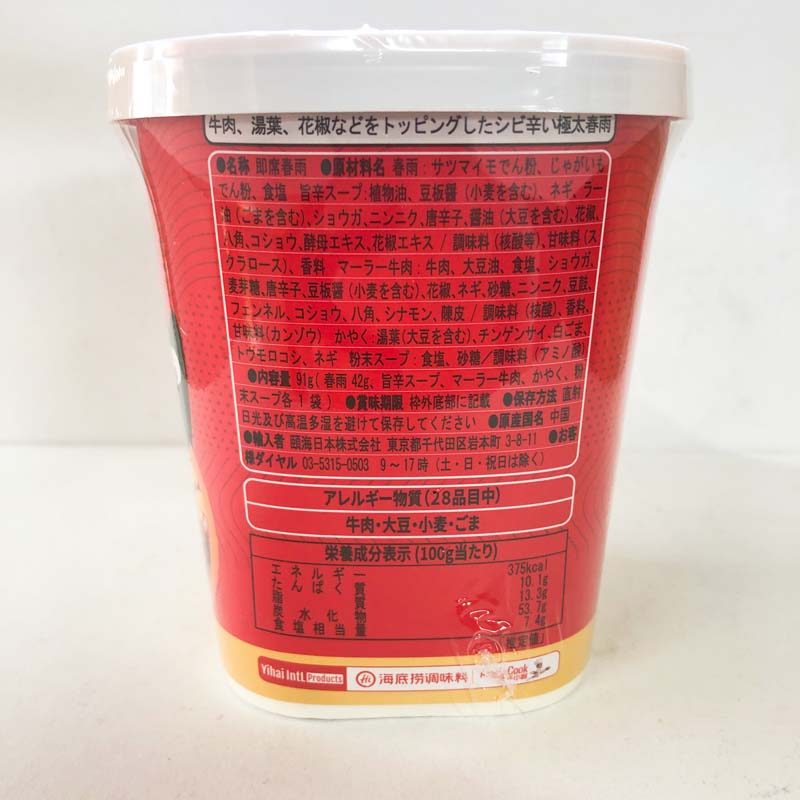 牛肉、湯葉、花椒などをトッピングしたシビ辛い極太春雨
●名称 即席春雨 ●原材料名 春雨：サツマイモでん粉、じゃがいも
でん粉、食塩 旨辛スープ：植物油、豆板醤（小麦を含む）、ネギ、ラー
油（ごまを含む）、ショウガ、ニンニク、唐辛子、醤油（大豆を含む）、花椒、
八角、コショウ、酵母エキス、花椒エキス／調味料（核酸等）、甘味料（ス
クラロース）、香料 マーラー牛肉：牛肉、大豆油、食塩、ショウガ、
麦芽糖、唐辛子、豆板醤（小麦を含む）、花椒、ネギ、砂糖、ニンニク、豆鼓、
フェンネル、コショウ、八角、シナモン、陳皮／調味料（核酸）、香料、
甘味料（カンゾウ） かやく：湯葉（大豆を含む）、チンゲンサイ、白ごま、
トウモロコシ、ネギ 粉末スープ：食塩、砂糖／調味料（アミノ酸）
●内容量 91g（春雨 42g、旨辛スープ、マーラー牛肉、かやく、粉
末スープ各1袋） ●賞味期限 枠外底部に記載 ●保存方法 直射
日光及び高温多湿を避けて保存してください ●原産国名 中国
●輸入者 頤海日本株式会社 東京都千代田区岩本町 3-8-11 ●お客
様ダイヤル 03-5315-0503 9～17時（土・日・祝日は除く）
アレルギー物質（28品目中）
牛肉・大豆・小麦・ごま
栄養成分表示（100g当たり）
エネルギー 375kcal
たんぱく質 10.1g
脂質 13.3g
炭水化物 53.7g
食塩相当量 7.4g
推定値
Yihai Intl. Products Hi 海底捞调味料 Cook